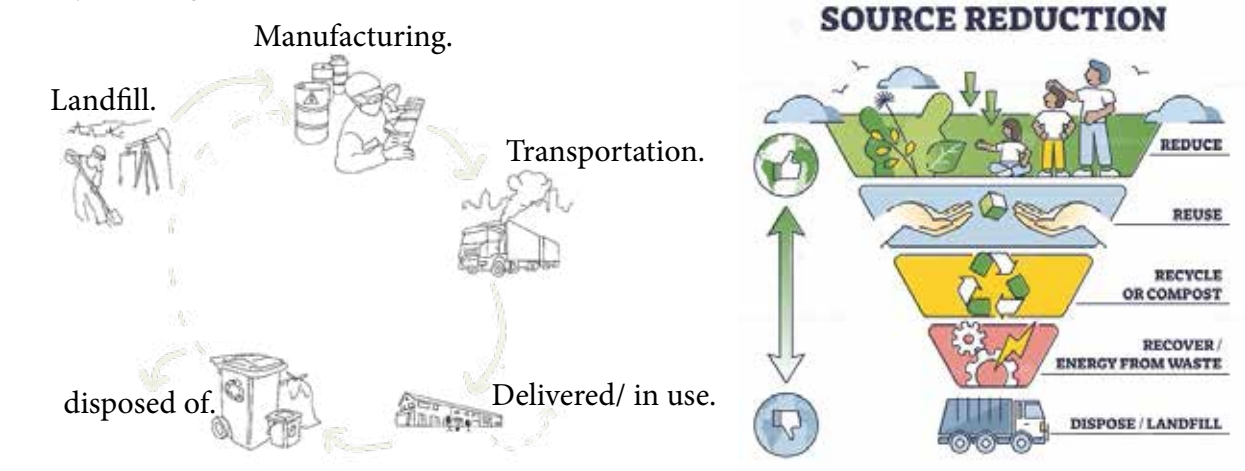 Manufacturing.
Landfill.
Transportation.
Delivered/ in use.
disposed of.
SOURCE REDUCTION
REDUCE
REUSE
RECYCLE
OR COMPOST
RECOVER /
ENERGY FROM WASTE
DISPOSE / LANDFILL